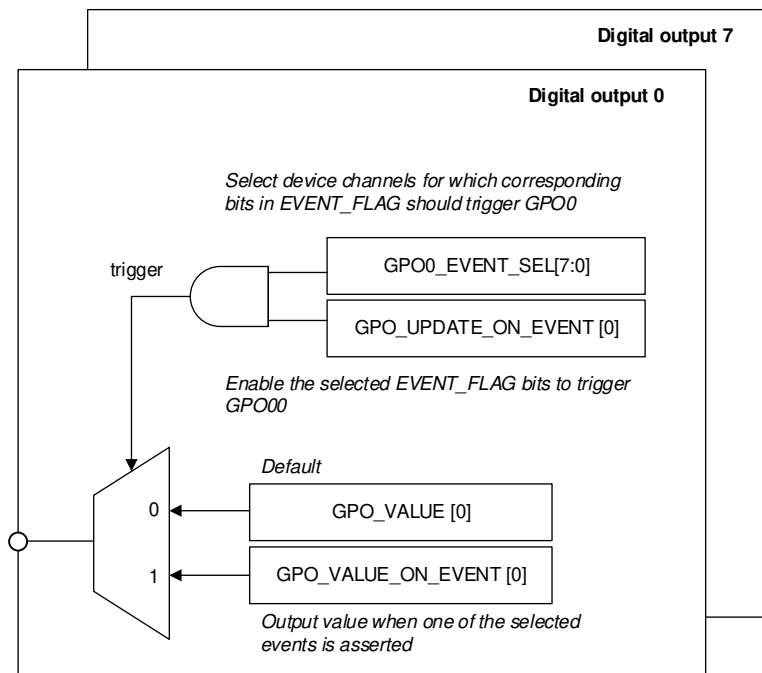 Digital output 7
Digital output 0
Select device channels for which corresponding
bits in EVENT_FLAG should trigger GPO0
trigger
GPO0_EVENT_SEL[7:0]
GPO_UPDATE_ON_EVENT [0]
Enable the selected EVENT_FLAG bits to trigger
GPO00
Default
0
GPO_VALUE [0]
1
GPO_VALUE_ON_EVENT [0]
Output value when one of the selected
events is asserted